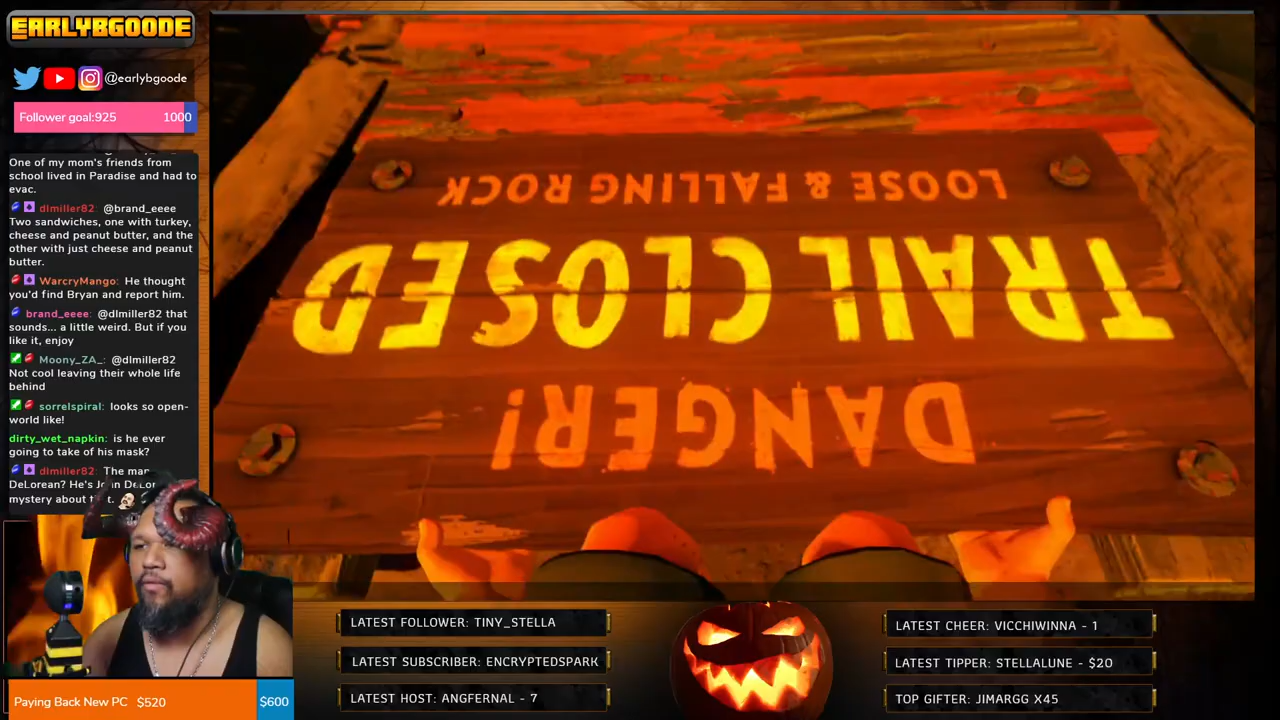 EARLYBGOODE
@earlybgoode
Follower goal:925 1000
One of my mom's friends from
school lived in Paradise and had to
evac.
dlmiller82: @brand_eeee
Two sandwiches, one with turkey,
cheese and peanut butter, and the
other with just cheese and peanut
butter.
WarcryMango: He thought
you'd find Bryan and report him.
brand_eeee: @dlmiller82 that
sounds... a little weird. But if you
like it, enjoy
Moony_ZA_: @dlmiller82
Not cool leaving their whole life
behind
sorrelspiral: looks so open-
world like!
dirty_wet_napkin: is he ever
going to take of his mask?
dlmiller82: The man
DeLorean? He's
mystery about
Paying Back New PC $520 $600
DANGER!
TRAIL CLOSED
LOOSE & FALLING ROCK
LATEST FOLLOWER: TINY_STELLA
LATEST SUBSCRIBER: ENCRYPTEDSPARK
LATEST HOST: ANGFERNAL - 7
LATEST CHEER: VICCHIWINNA - 1
LATEST TIPPER: STELLALUNE - $20
TOP GIFTER: JIMARGG X45